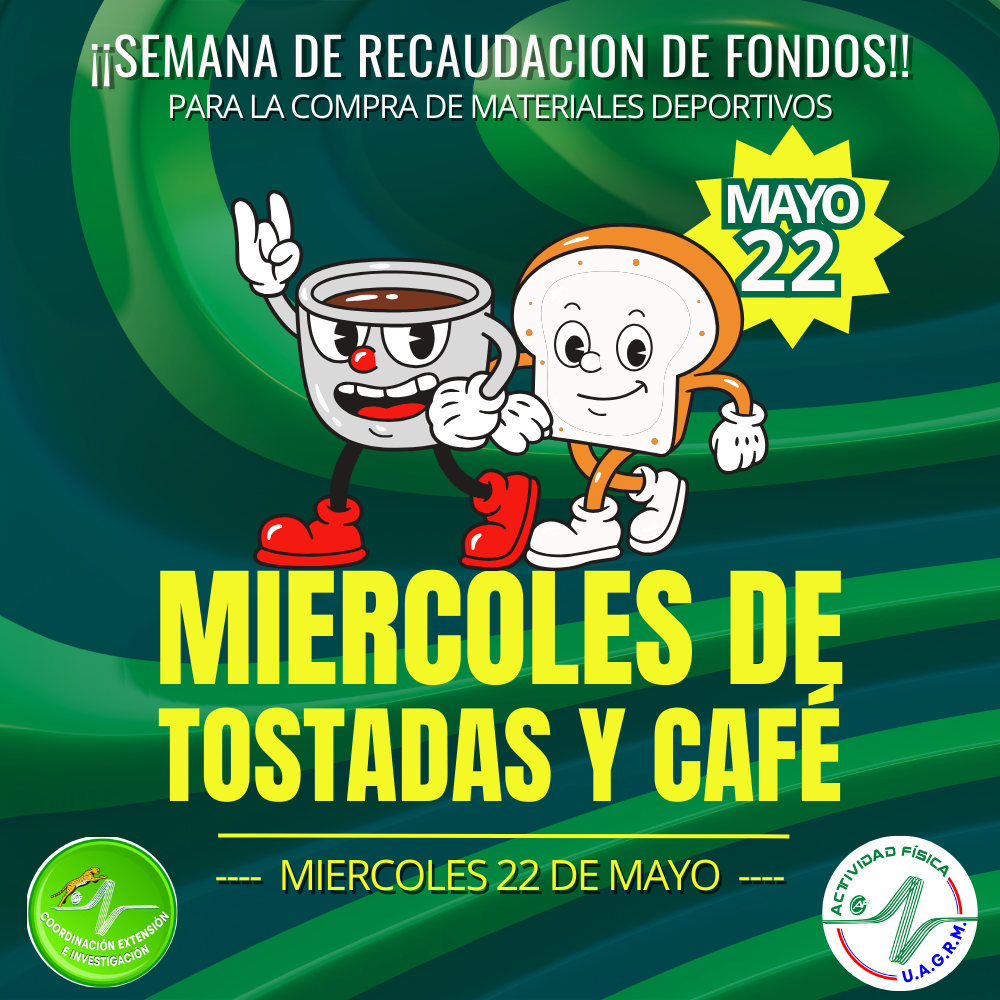 ¡¡SEMANA DE RECAUDACION DE FONDOS!!
PARA LA COMPRA DE MATERIALES DEPORTIVOS
MAYO
22
MIERCOLES DE
TOSTADAS Y CAFÉ
---- MIERCOLES 22 DE MAYO ----
COORDINACIÓN EXTENSIÓN
E INVESTIGACIÓN
ACTIVIDAD FÍSICA
U.A.G.R.M.